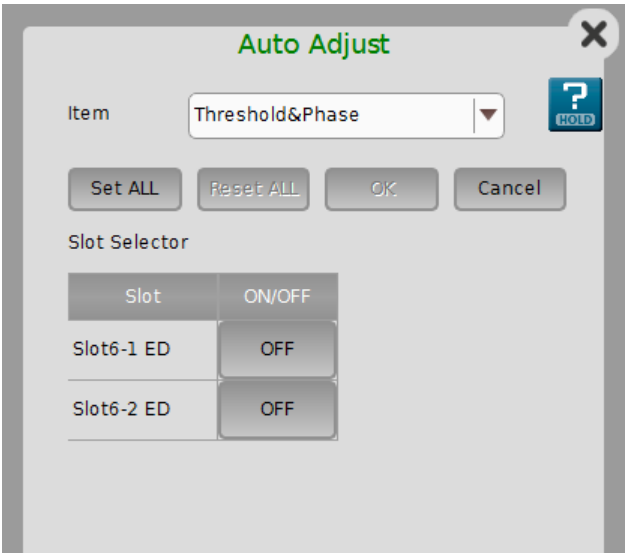 Auto Adjust
Item
Threshold&Phase
?
HOLD
Set ALL
Reset ALL
OK
Cancel
Slot Selector
Slot ON/OFF
Slot6-1 ED OFF
Slot6-2 ED OFF